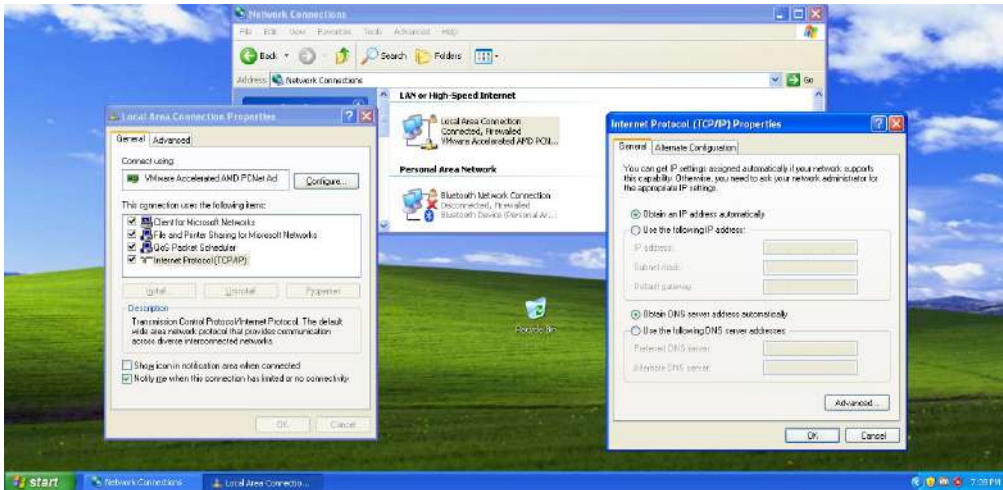 Network Connections
File Edit View Favorites Tools Advanced Help
Back Search Folders
Address Network Connections Go
LAN or High-Speed Internet
Local Area Connection
Connected, Firewalled
VMware Accelerated AMD PCN...
Personal Area Network
Bluetooth Network Connection
Disconnected, Firewalled
Bluetooth Device (Personal Ar...
Local Area Connection Properties
General Advanced
Connect using:
VMware Accelerated AMD PCNet Ad
Configure...
This connection uses the following items:
Client for Microsoft Networks
File and Printer Sharing for Microsoft Networks
QoS Packet Scheduler
Internet Protocol (TCP/IP)
Install... Uninstall Properties
Description
Transmission Control Protocol/Internet Protocol. The default
wide area network protocol that provides communication
across diverse interconnected networks.
Show icon in notification area when connected
Notify me when this connection has limited or no connectivity
OK Cancel
Internet Protocol (TCP/IP) Properties
General Alternate Configuration
You can get IP settings assigned automatically if your network supports
this capability. Otherwise, you need to ask your network administrator for
the appropriate IP settings.
Obtain an IP address automatically
Use the following IP address:
IP address:
Subnet mask:
Default gateway:
Obtain DNS server address automatically
Use the following DNS server addresses:
Preferred DNS server:
Alternate DNS server:
Advanced...
OK Cancel
Recycle Bin
start Network Connections Local Area Connectio... 7:09 PM